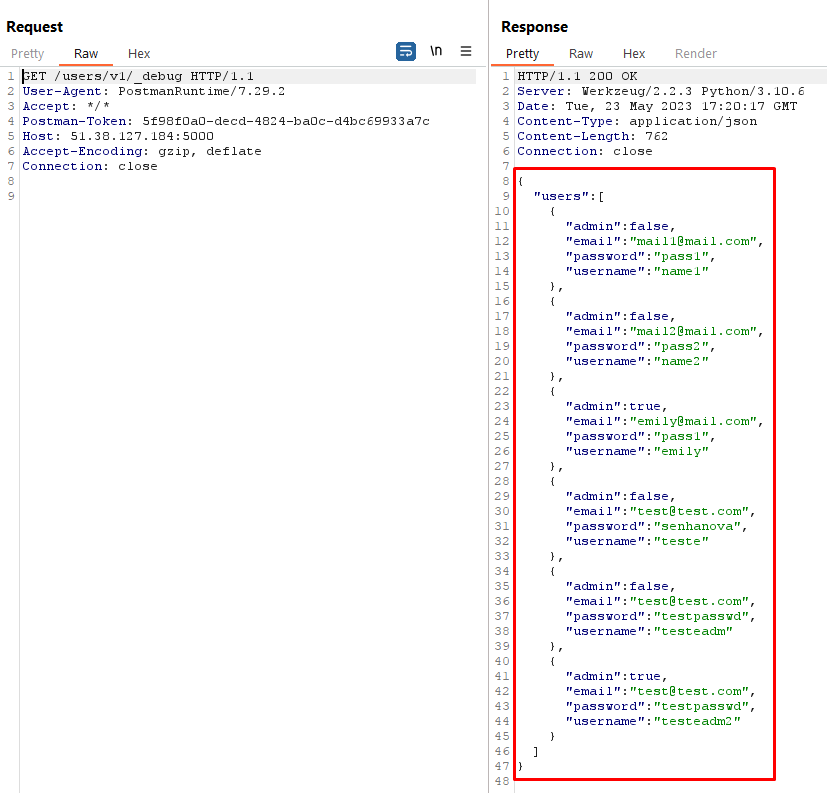 Request
Pretty Raw Hex \n
1 GET /users/v1/_debug HTTP/1.1
2 User-Agent: PostmanRuntime/7.29.2
3 Accept: */*
4 Postman-Token: 5f98f0a0-decd-4824-ba0c-d4bc69933a7c
5 Host: 51.38.127.184:5000
6 Accept-Encoding: gzip, deflate
7 Connection: close
8
9
Response
Pretty Raw Hex Render
1 HTTP/1.1 200 OK
2 Server: Werkzeug/2.2.3 Python/3.10.6
3 Date: Tue, 23 May 2023 17:20:17 GMT
4 Content-Type: application/json
5 Content-Length: 762
6 Connection: close
7
8 {
9 "users":[
10 {
11 "admin":false,
12 "email":"mail1@mail.com",
13 "password":"pass1",
14 "username":"name1"
15 },
16 {
17 "admin":false,
18 "email":"mail2@mail.com",
19 "password":"pass2",
20 "username":"name2"
21 },
22 {
23 "admin":true,
24 "email":"emily@mail.com",
25 "password":"pass1",
26 "username":"emily"
27 },
28 {
29 "admin":false,
30 "email":"test@test.com",
31 "password":"senhanova",
32 "username":"teste"
33 },
34 {
35 "admin":false,
36 "email":"test@test.com",
37 "password":"testpasswd",
38 "username":"testeadm"
39 },
40 {
41 "admin":true,
42 "email":"test@test.com",
43 "password":"testpasswd",
44 "username":"testeadm2"
45 }
46 ]
47 }
48